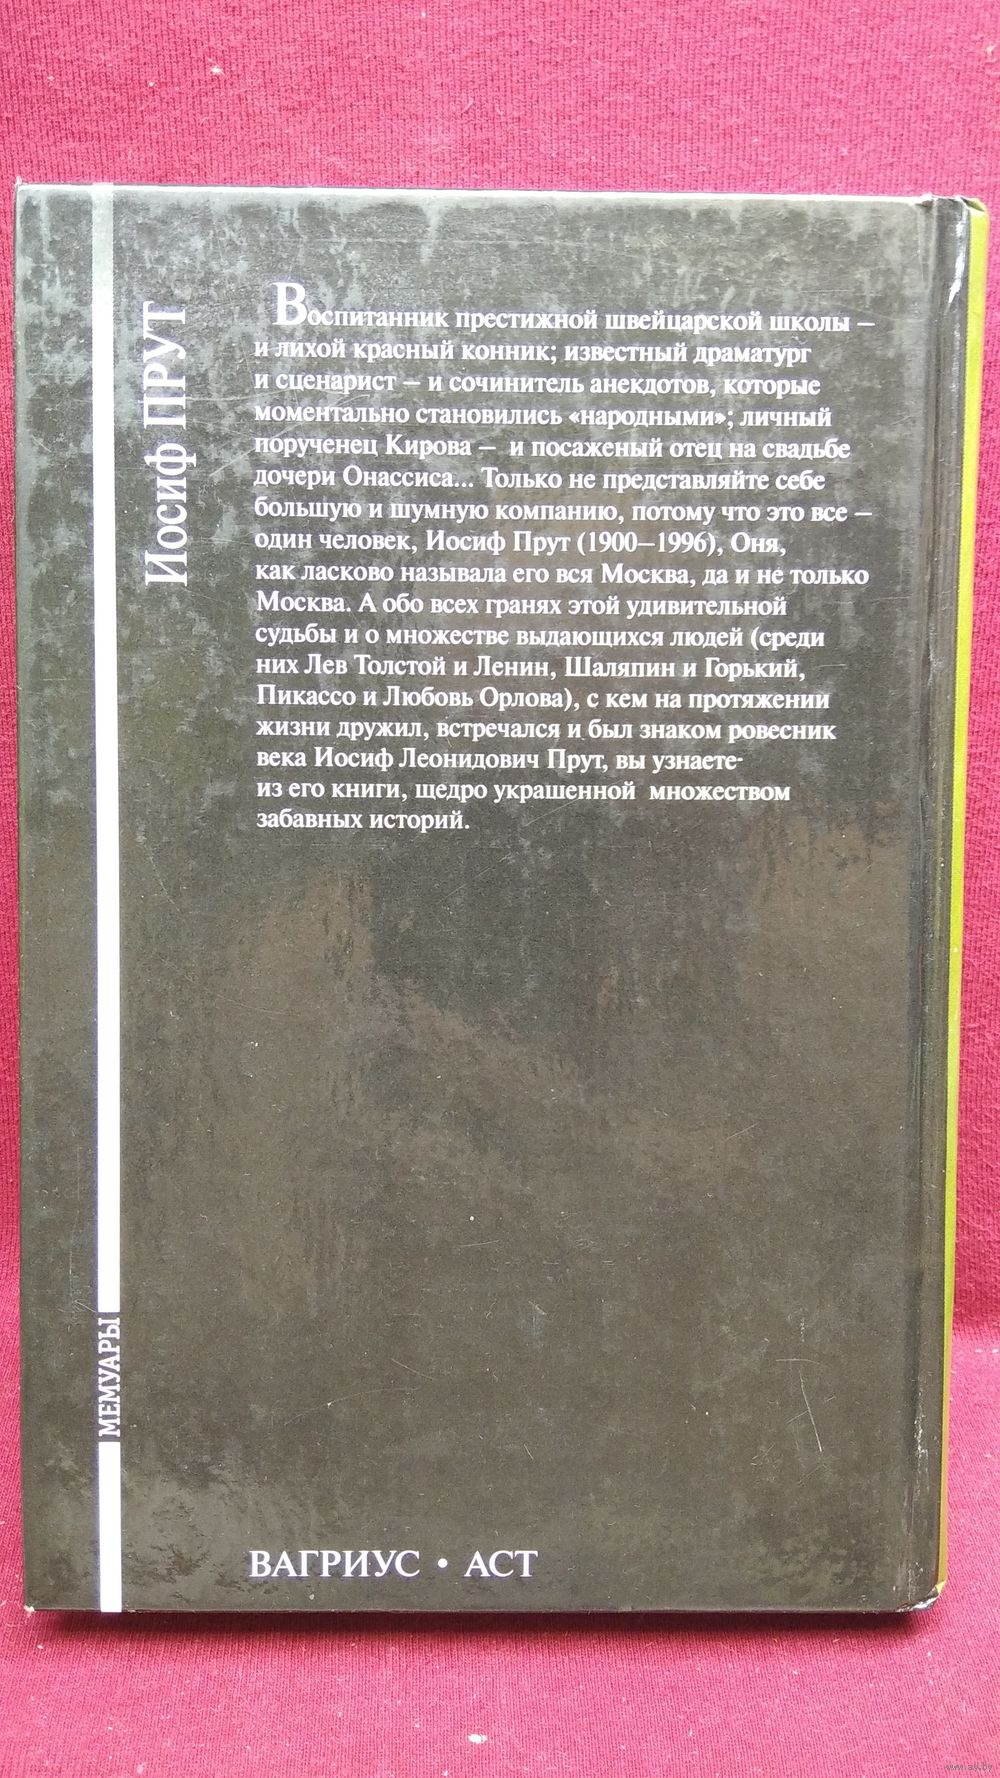 Иосиф ПРУТ
Воспитанник престижной швейцарской школы –
и лихой красный конник; известный драматург
и сценарист – и сочинитель анекдотов, которые
моментально становились «народными»; личный
порученец Кирова – и посаженый отец на свадьбе
дочери Онассиса... Только не представляйте себе
большую и шумную компанию, потому что это все –
один человек, Иосиф Прут (1900–1996), Оня,
как ласково называла его вся Москва, да и не только
Москва. А обо всех гранях этой удивительной
судьбы и о множестве выдающихся людей (среди
них Лев Толстой и Ленин, Шаляпин и Горький,
Пикассо и Любовь Орлова), с кем на протяжении
жизни дружил, встречался и был знаком ровесник
века Иосиф Леонидович Прут, вы узнаете-
из его книги, щедро украшенной множеством
забавных историй.
МЕМУАРЫ
ВАГРИУС • АСТ
www.ay.by